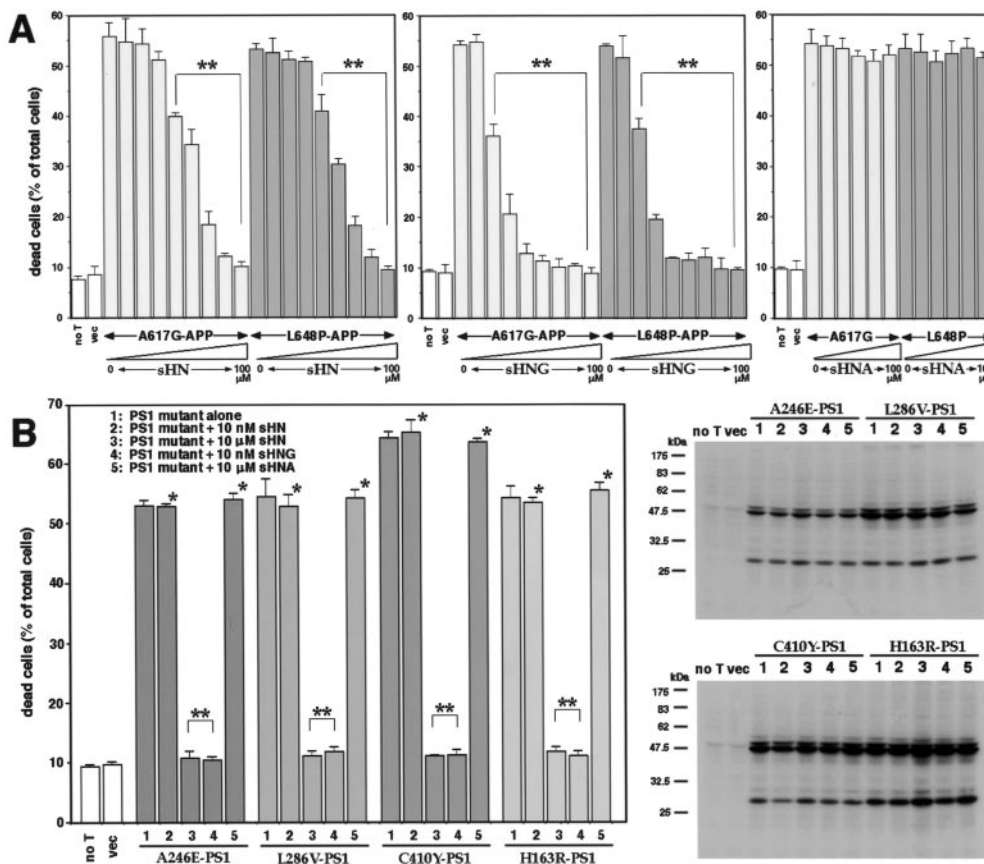 A
dead cells (% of total cells)
60
50
40
30
20
10
0
**
**
no T
vec
A617G-APP
L648P-APP
0 sHN 100 μM
0 sHN 100 μM
60
50
40
30
20
10
0
**
**
no T
vec
A617G-APP
L648P-APP
0 sHNG 100 μM
0 sHNG 100 μM
60
50
40
30
20
10
0
no T
vec
A617G
L648P
0 sHNA 100 μM
0 sHNA
B
dead cells (% of total cells)
70
60
50
40
30
20
10
0
1: PS1 mutant alone
2: PS1 mutant + 10 nM sHN
3: PS1 mutant + 10 μM sHN
4: PS1 mutant + 10 nM sHNG
5: PS1 mutant + 10 μM sHNA
* ** *
* ** *
* ** *
* ** *
no T
vec
1 2 3 4 5 1 2 3 4 5 1 2 3 4 5 1 2 3 4 5
A246E-PS1 L286V-PS1 C410Y-PS1 H163R-PS1
A246E-PS1 L286V-PS1
kDa no T vec 1 2 3 4 5 1 2 3 4 5
175
83
62
47.5
32.5
25
C410Y-PS1 H163R-PS1
no T vec 1 2 3 4 5 1 2 3 4 5
kDa
175
83
62
47.5
32.5
25